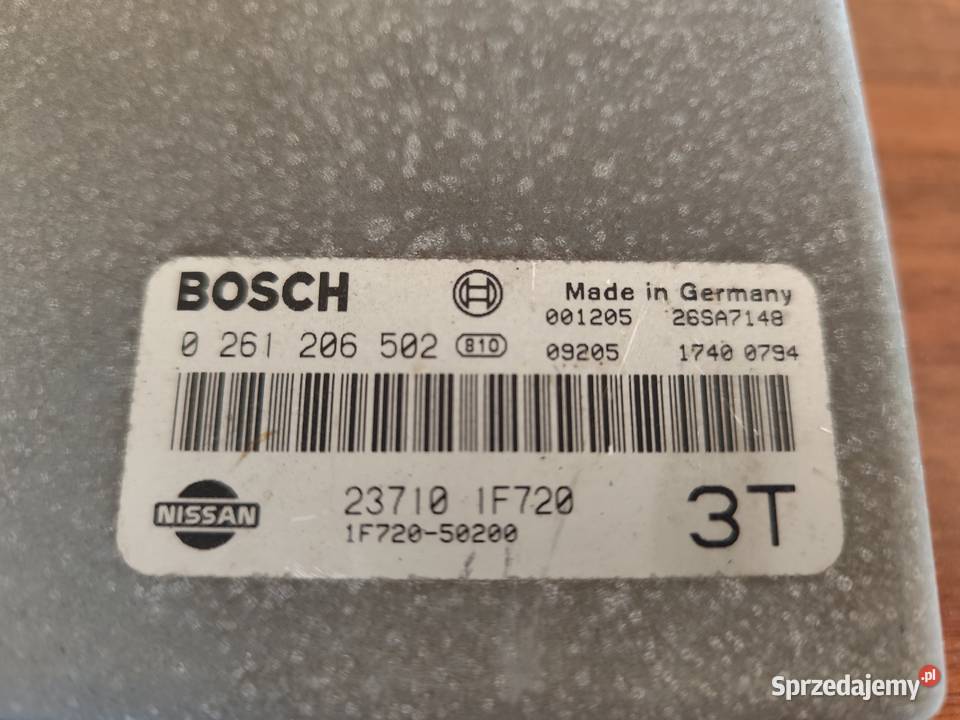 BOSCH
Made in Germany
001205 26SA7148
0 261 206 502 810
09205 1740 0794
NISSAN
23710 1F720
1F720-50200
3T
Sprzedajemy.pl